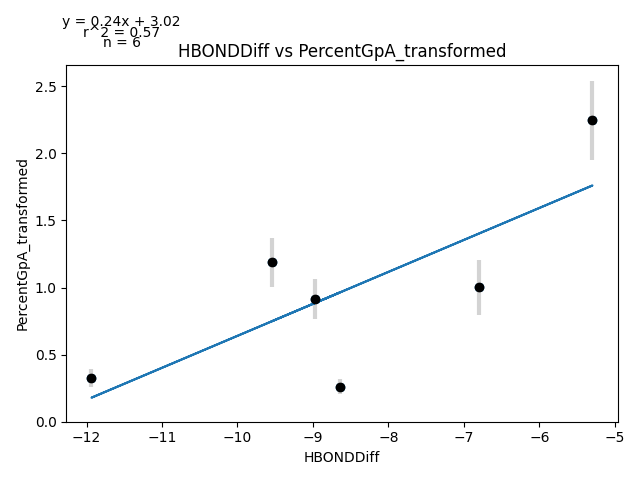 y = 0.24x + 3.02
r^2 = 0.57
n = 6
HBONDDiff vs PercentGpA_transformed
PercentGpA_transformed
2.5
2.0
1.5
1.0
0.5
0.0
−12
−11
−10
−9
−8
−7
−6
−5
HBONDDiff